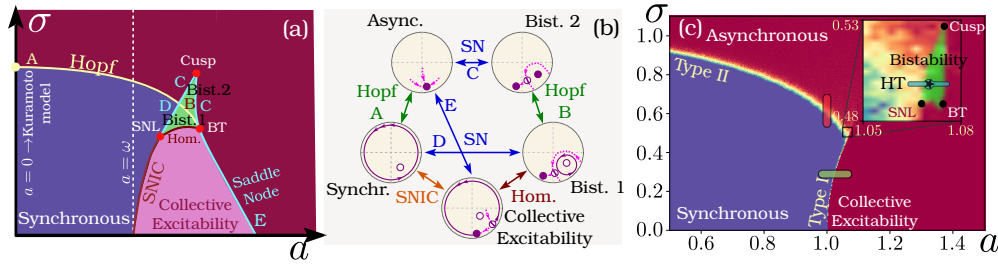 σ
(a)
A
Hopf
Cusp
C
Bist.2
D
B
C
Bist.1
SNL
BT
Hom.
a = 0 → Kuramoto
model
a = ω
SNIC
Saddle
Node
Synchronous
Collective
Excitability
E
a
Async.
Bist. 2
(b)
SN
C
Hopf
A
E
Hopf
B
D
SN
Synchr.
SNIC
Hom.
Bist. 1
Collective
Excitability
σ
(c)
1.0
0.8
0.6
0.4
0.2
0.0
Asynchronous
Type II
0.53
Cusp
Bistability
HT
SNL
BT
0.48
1.05
1.08
Type I
Synchronous
Collective
Excitability
0.6
0.8
1.0
1.2
1.4
a